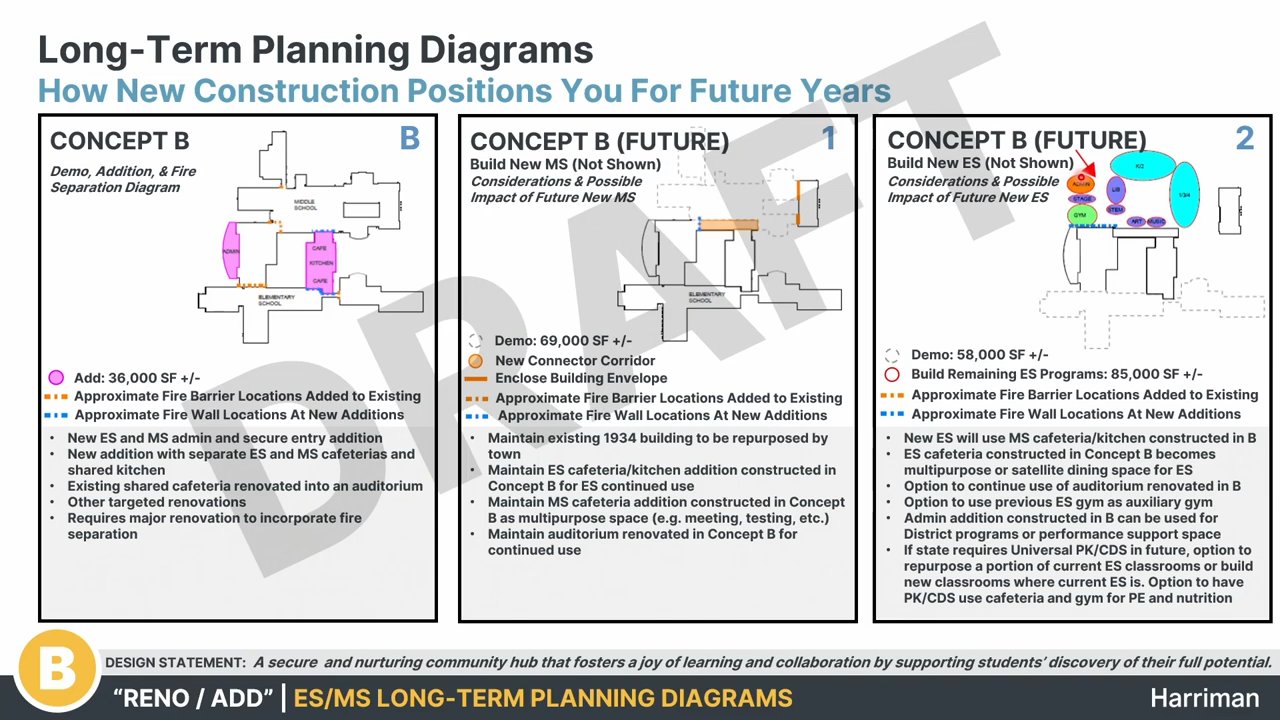 Long-Term Planning Diagrams
How New Construction Positions You For Future Years
DRAFT
CONCEPT B
B
Demo, Addition, & Fire
Separation Diagram
MIDDLE
SCHOOL
ADMIN
CAFE
KITCHEN
CAFE
ELEMENTARY
SCHOOL
Add: 36,000 SF +/-
Approximate Fire Barrier Locations Added to Existing
Approximate Fire Wall Locations At New Additions
• New ES and MS admin and secure entry addition
• New addition with separate ES and MS cafeterias and
shared kitchen
• Existing shared cafeteria renovated into an auditorium
• Other targeted renovations
• Requires major renovation to incorporate fire
separation
CONCEPT B (FUTURE)
1
Build New MS (Not Shown)
Considerations & Possible
Impact of Future New MS
ELEMENTARY
SCHOOL
Demo: 69,000 SF +/-
New Connector Corridor
Enclose Building Envelope
Approximate Fire Barrier Locations Added to Existing
Approximate Fire Wall Locations At New Additions
• Maintain existing 1934 building to be repurposed by
town
• Maintain ES cafeteria/kitchen addition constructed in
Concept B for ES continued use
• Maintain MS cafeteria addition constructed in Concept
B as multipurpose space (e.g. meeting, testing, etc.)
• Maintain auditorium renovated in Concept B for
continued use
CONCEPT B (FUTURE)
2
Build New ES (Not Shown)
Considerations & Possible
Impact of Future New ES
K/2
ADMIN
LIB
1/3/4
STAGE
STEM
GYM
ART
MUSIC
Demo: 58,000 SF +/-
Build Remaining ES Programs: 85,000 SF +/-
Approximate Fire Barrier Locations Added to Existing
Approximate Fire Wall Locations At New Additions
• New ES will use MS cafeteria/kitchen constructed in B
• ES cafeteria constructed in Concept B becomes
multipurpose or satellite dining space for ES
• Option to continue use of auditorium renovated in B
• Option to use previous ES gym as auxiliary gym
• Admin addition constructed in B can be used for
District programs or performance support space
• If state requires Universal PK/CDS in future, option to
repurpose a portion of current ES classrooms or build
new classrooms where current ES is. Option to have
PK/CDS use cafeteria and gym for PE and nutrition
B
DESIGN STATEMENT: A secure and nurturing community hub that fosters a joy of learning and collaboration by supporting students' discovery of their full potential.
“RENO / ADD” | ES/MS LONG-TERM PLANNING DIAGRAMS
Harriman